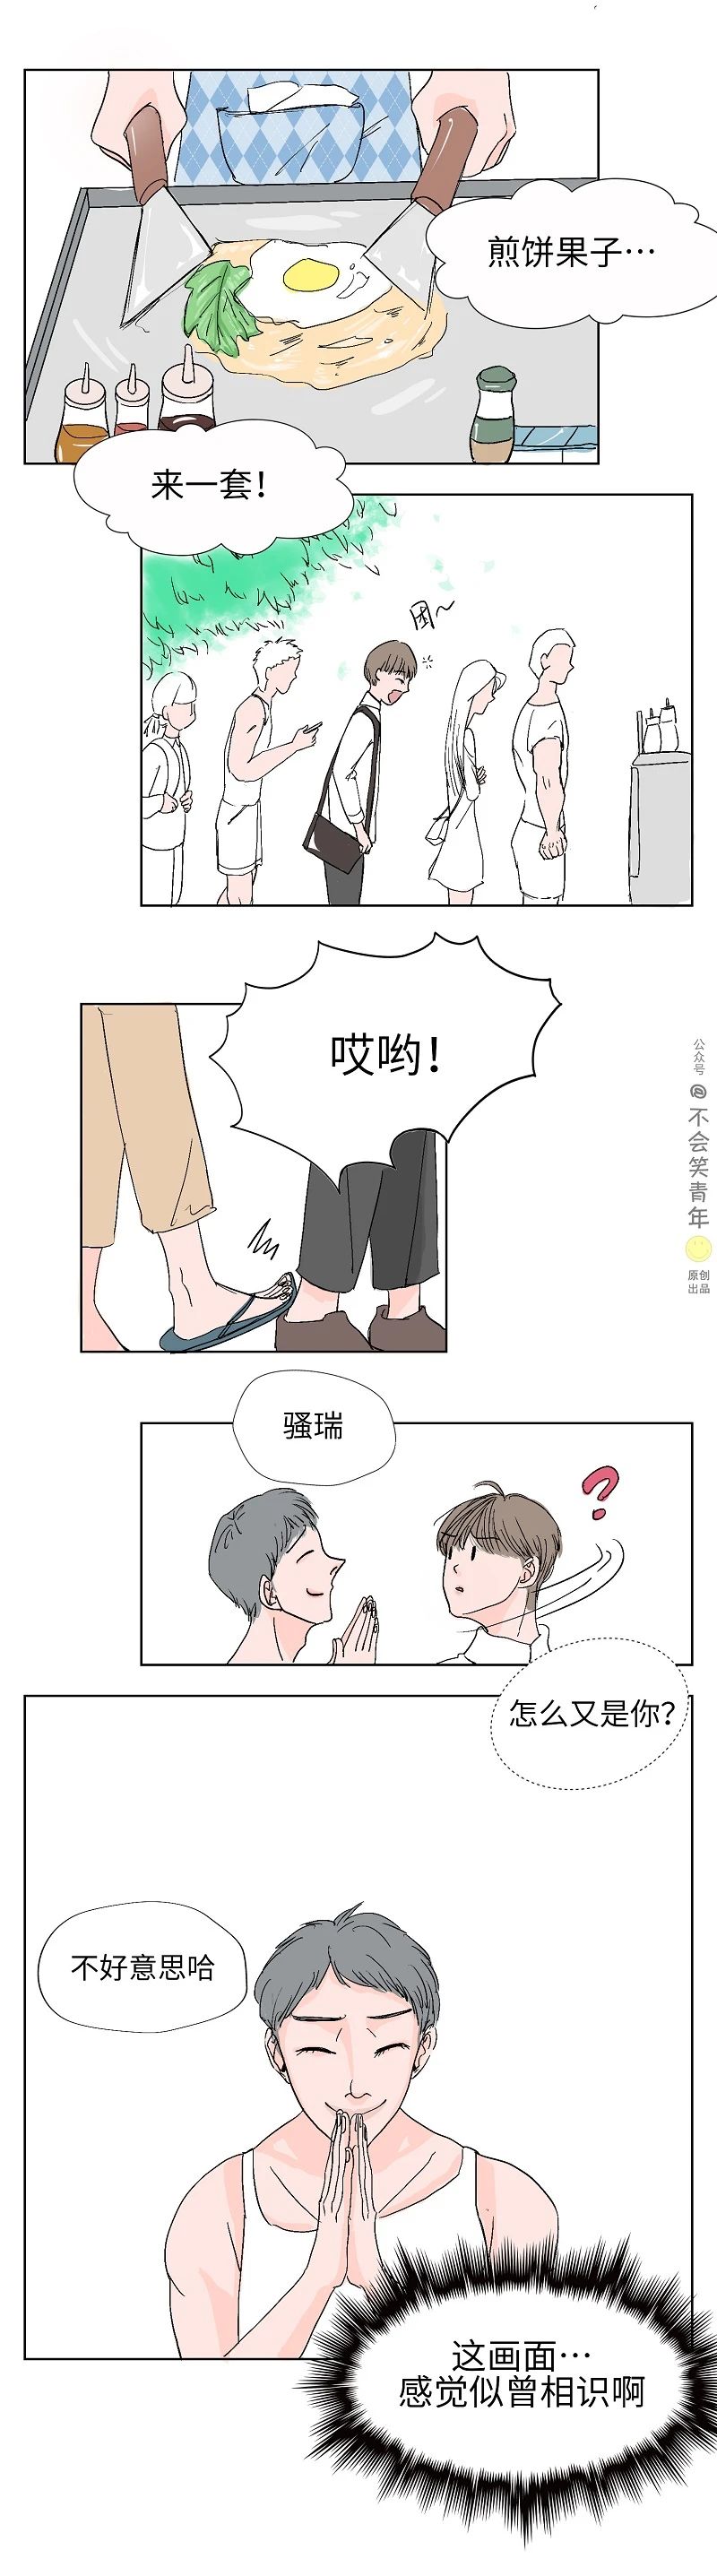 煎饼果子…
来一套！
困～
哎哟！
公众号
@不会笑青年
原创
出品
骚瑞
?
怎么又是你?
不好意思哈
这画面…
感觉似曾相识啊